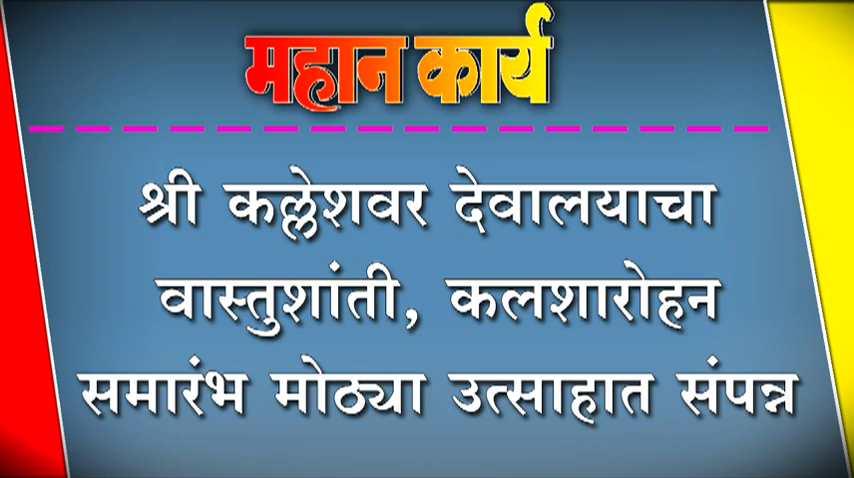 महान कार्य
श्री कल्लेशवर देवालयाचा
वास्तुशांती, कलशारोहन
समारंभ मोठ्या उत्साहात संपन्न